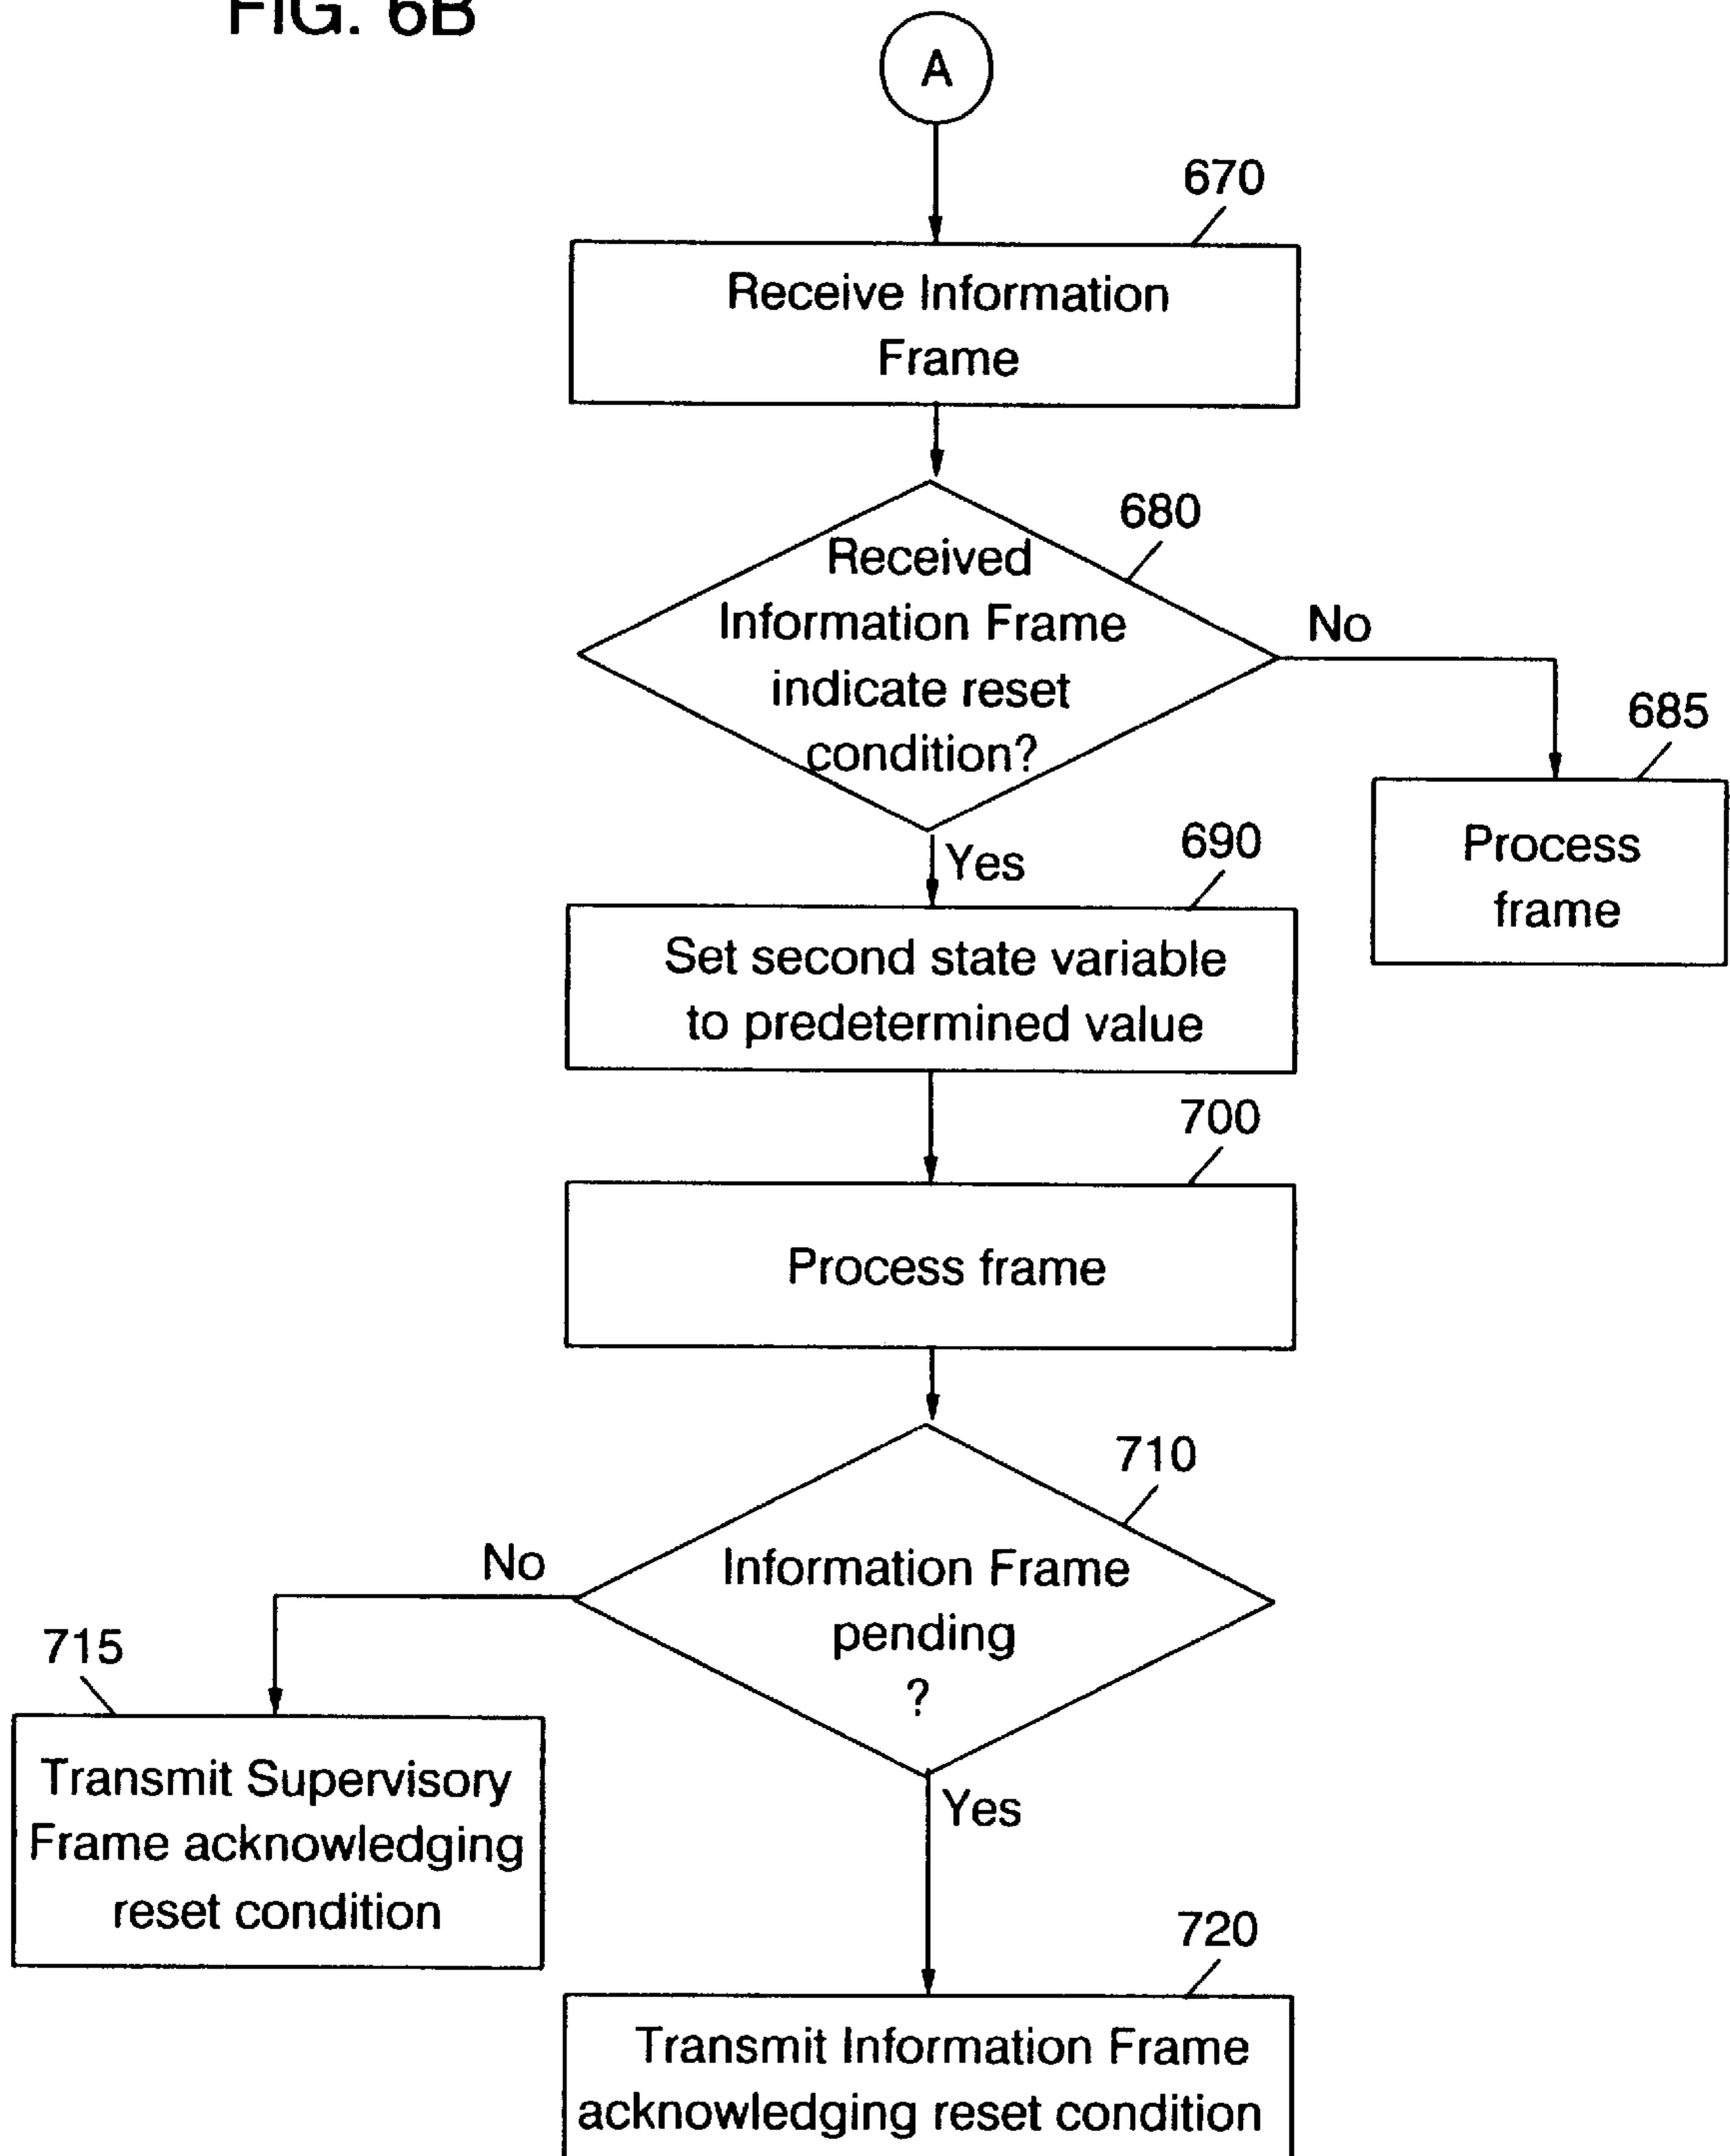 FIG. 6B
A
670
Receive Information
Frame
680
Received
Information Frame
indicate reset
condition?
No
685
Process
frame
Yes
690
Set second state variable
to predetermined value
700
Process frame
710
Information Frame
pending
?
No
715
Transmit Supervisory
Frame acknowledging
reset condition
Yes
720
Transmit Information Frame
acknowledging reset condition